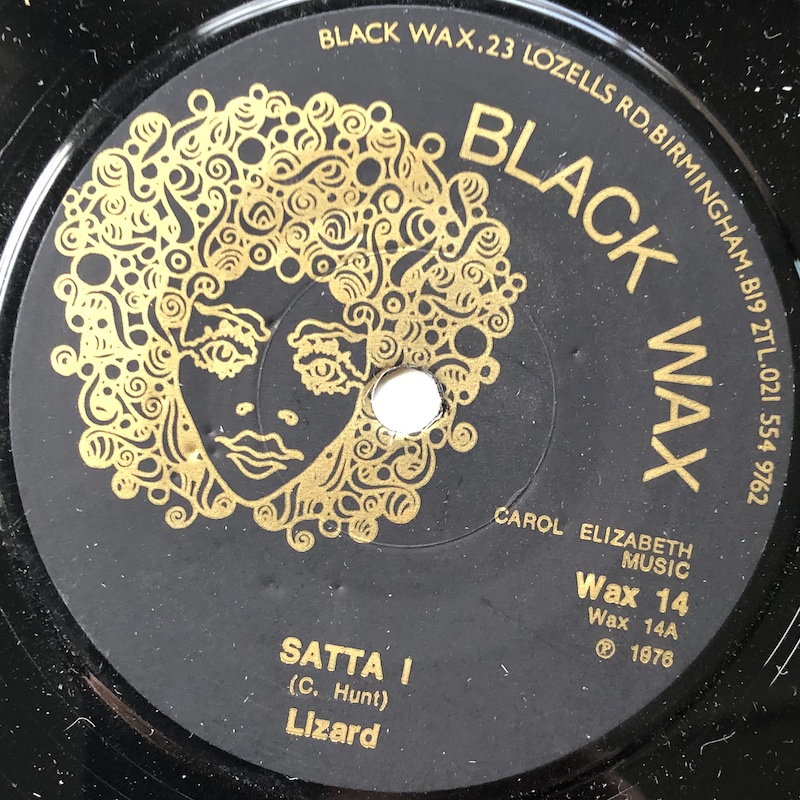 BLACK WAX.23 LOZELLS RD.BIRMINGHAM.B19 2TL.021 554 9762
BLACK WAX
CAROL ELIZABETH
MUSIC
Wax 14
Wax 14A
℗ 1976
SATTA I
(C. Hunt)
Lizard